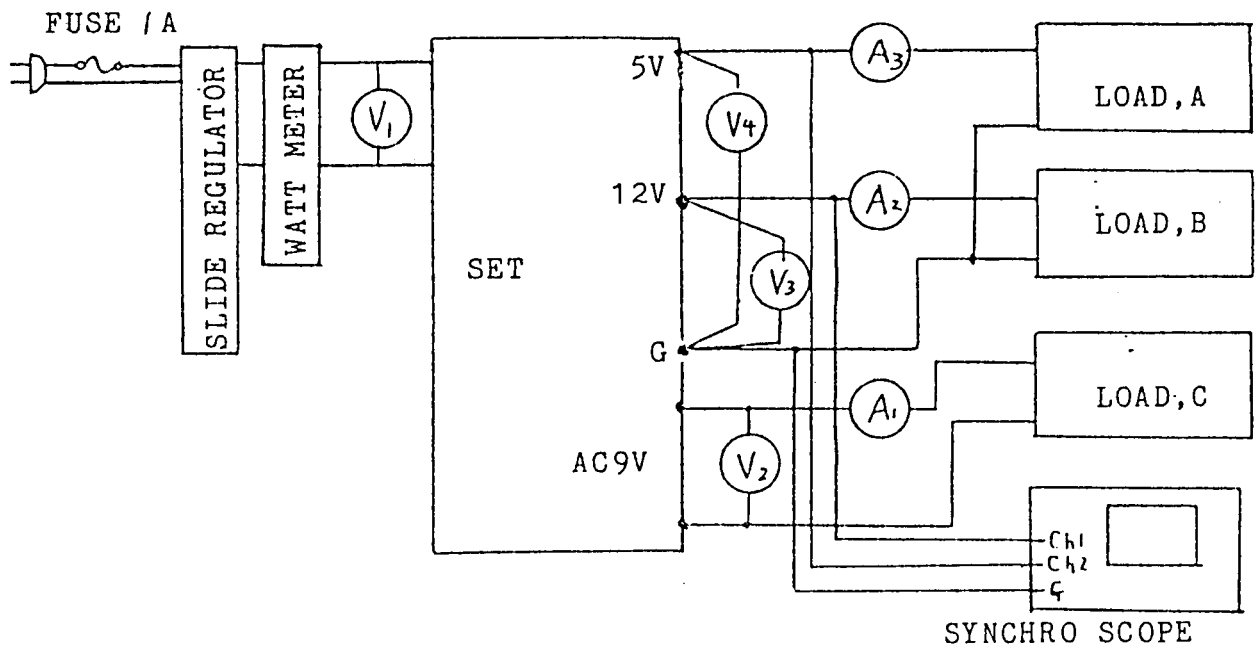 FUSE 1A
SLIDE REGULATOR
WATT METER
V1
SET
5V
12V
G
AC9V
V4
V3
V2
A3
A2
A1
LOAD,A
LOAD,B
LOAD,C
Ch1
Ch2
G
SYNCHRO SCOPE